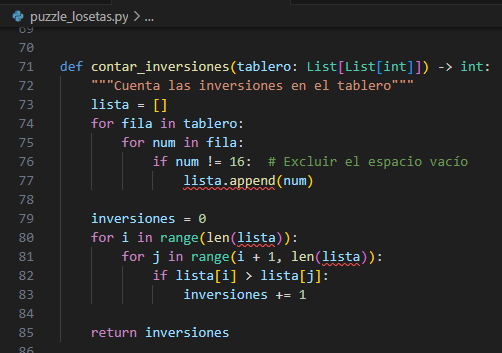 puzzle_losetas.py > ...
69
70
71 def contar_inversiones(tablero: List[List[int]]) -> int:
72 """Cuenta las inversiones en el tablero"""
73 lista = []
74 for fila in tablero:
75 for num in fila:
76 if num != 16: # Excluir el espacio vacío
77 lista.append(num)
78
79 inversiones = 0
80 for i in range(len(lista)):
81 for j in range(i + 1, len(lista)):
82 if lista[i] > lista[j]:
83 inversiones += 1
84
85 return inversiones
86